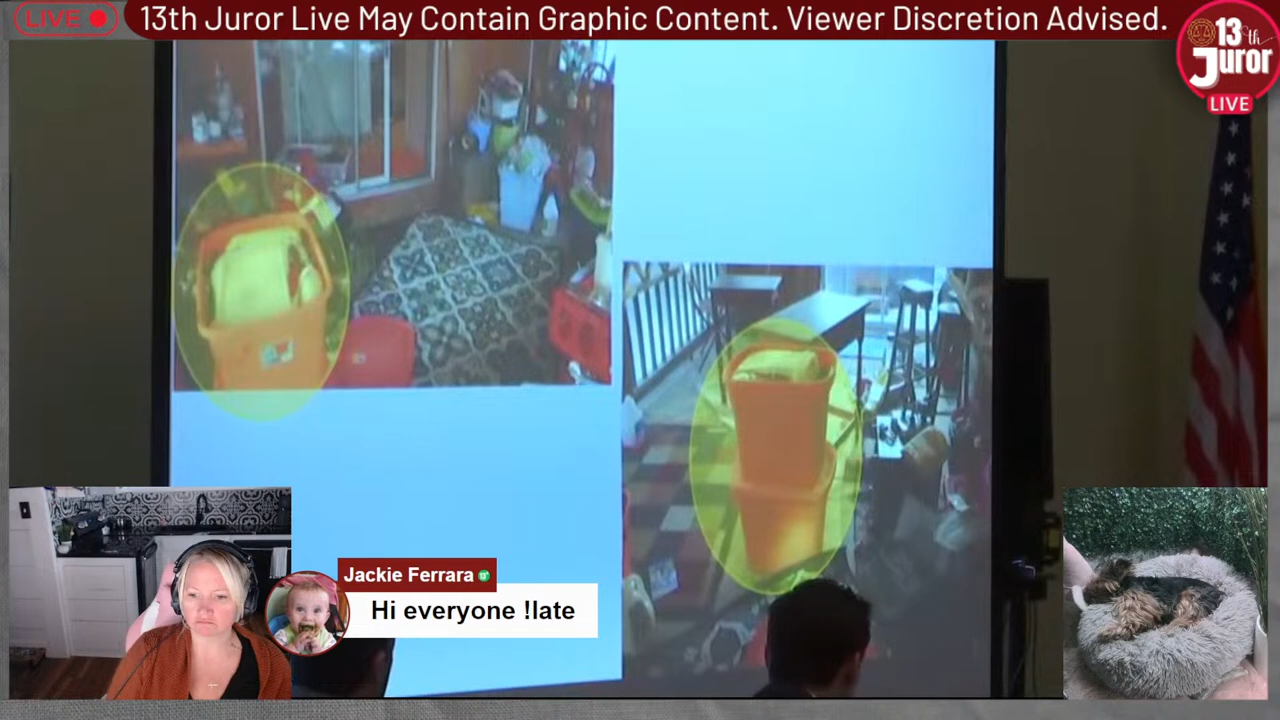 LIVE
13th Juror Live May Contain Graphic Content. Viewer Discretion Advised.
13th
Juror
LIVE
Jackie Ferrara
Hi everyone !late